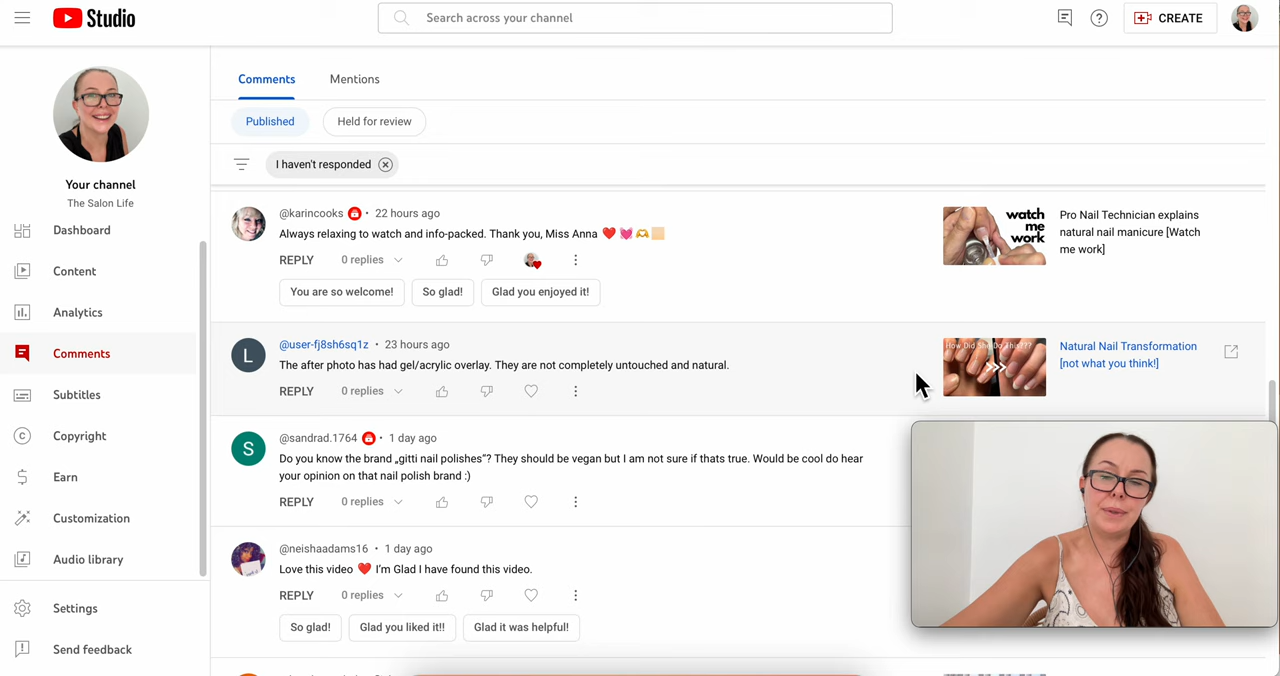 Studio
Search across your channel
CREATE
Your channel
The Salon Life
Dashboard
Content
Analytics
Comments
Subtitles
Copyright
Earn
Customization
Audio library
Settings
Send feedback
Comments
Mentions
Published
Held for review
I haven't responded
@karincooks • 22 hours ago
Always relaxing to watch and info-packed. Thank you, Miss Anna ❤️ 💓 🫶 🏼
REPLY 0 replies
You are so welcome!
So glad!
Glad you enjoyed it!
watch
me
work
Pro Nail Technician explains
natural nail manicure [Watch
me work]
L
@user-fj8sh6sq1z • 23 hours ago
The after photo has had gel/acrylic overlay. They are not completely untouched and natural.
REPLY 0 replies
How Did She Do This???
Natural Nail Transformation
[not what you think!]
S
@sandrad.1764 • 1 day ago
Do you know the brand „gitti nail polishes"? They should be vegan but I am not sure if thats true. Would be cool do hear
your opinion on that nail polish brand :)
REPLY 0 replies
@neishaadams16 • 1 day ago
Love this video ❤️ I'm Glad I have found this video.
REPLY 0 replies
So glad!
Glad you liked it!!
Glad it was helpful!